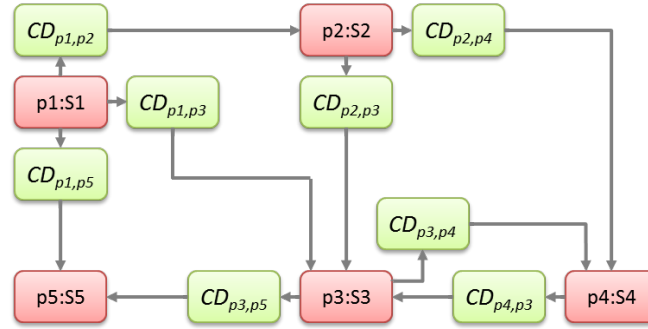 CDp1,p2
p2:S2
CDp2,p4
p1:S1
CDp1,p3
CDp2,p3
CDp1,p5
CDp3,p4
p5:S5
CDp3,p5
p3:S3
CDp4,p3
p4:S4